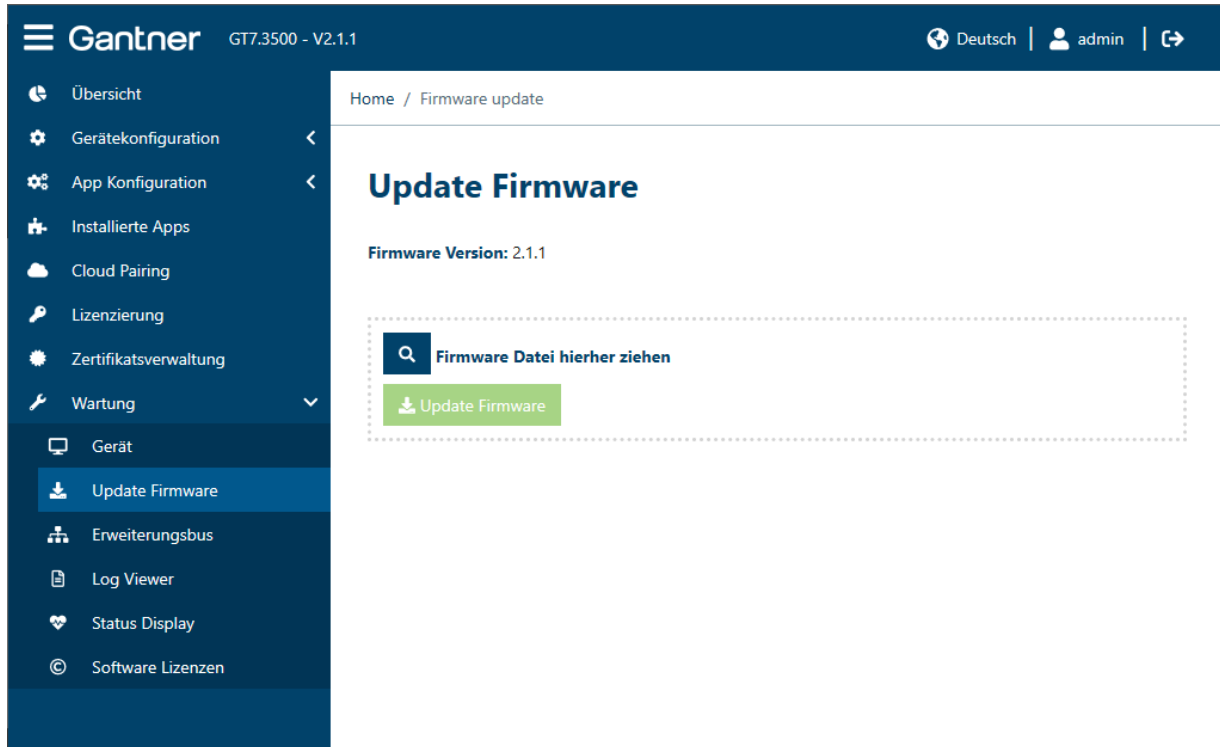 Gantner GT7.3500 - V2.1.1
Deutsch | admin |
Übersicht
Gerätekonfiguration
App Konfiguration
Installierte Apps
Cloud Pairing
Lizenzierung
Zertifikatsverwaltung
Wartung
Gerät
Update Firmware
Erweiterungsbus
Log Viewer
Status Display
Software Lizenzen
Home / Firmware update
Update Firmware
Firmware Version: 2.1.1
Firmware Datei hierher ziehen
Update Firmware